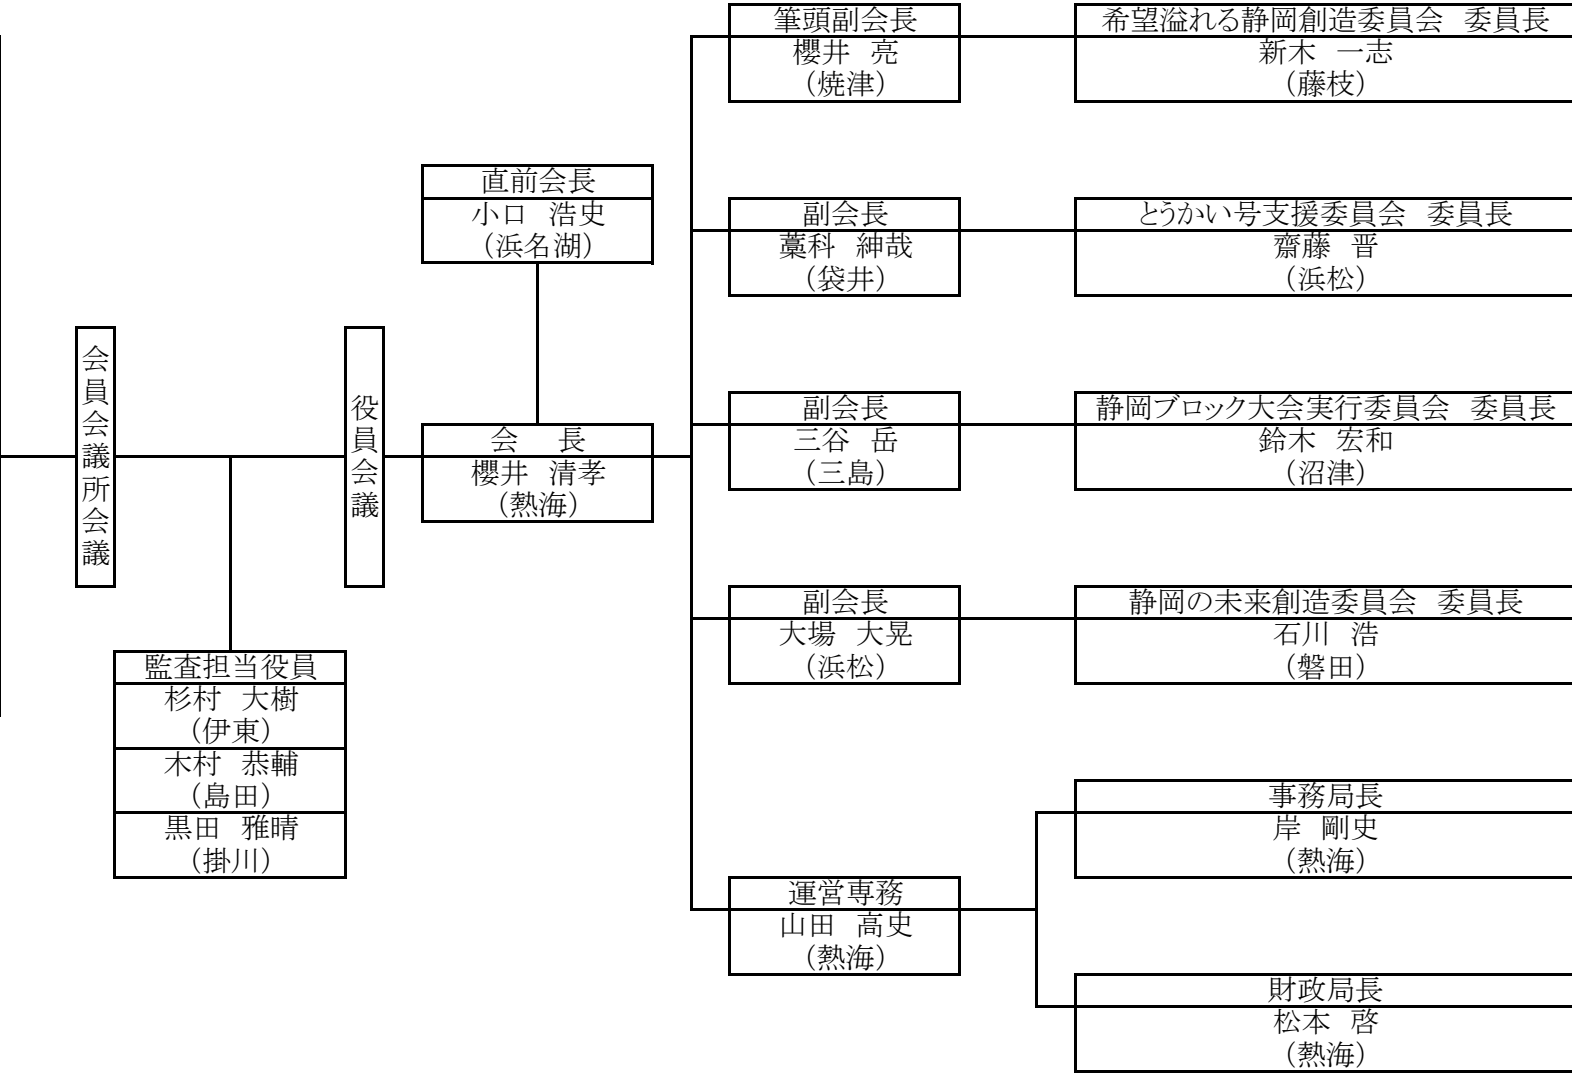 筆頭副会長
櫻井　亮
（焼津）
希望溢れる静岡創造委員会　委員長
新木　一志
（藤枝）
直前会長
小口　浩史
（浜名湖）
副会長
藁科　紳哉
（袋井）
とうかい号支援委員会　委員長
齋藤　晋
（浜松）
会員会議所会議
役員会議
会　長
櫻井　清孝
（熱海）
副会長
三谷　岳
（三島）
静岡ブロック大会実行委員会　委員長
鈴木　宏和
（沼津）
副会長
大場　大晃
（浜松）
静岡の未来創造委員会　委員長
石川　浩
（磐田）
監査担当役員
杉村　大樹
（伊東）
木村　恭輔
（島田）
黒田　雅晴
（掛川）
運営専務
山田　高史
（熱海）
事務局長
岸　剛史
（熱海）
財政局長
松本　啓
（熱海）